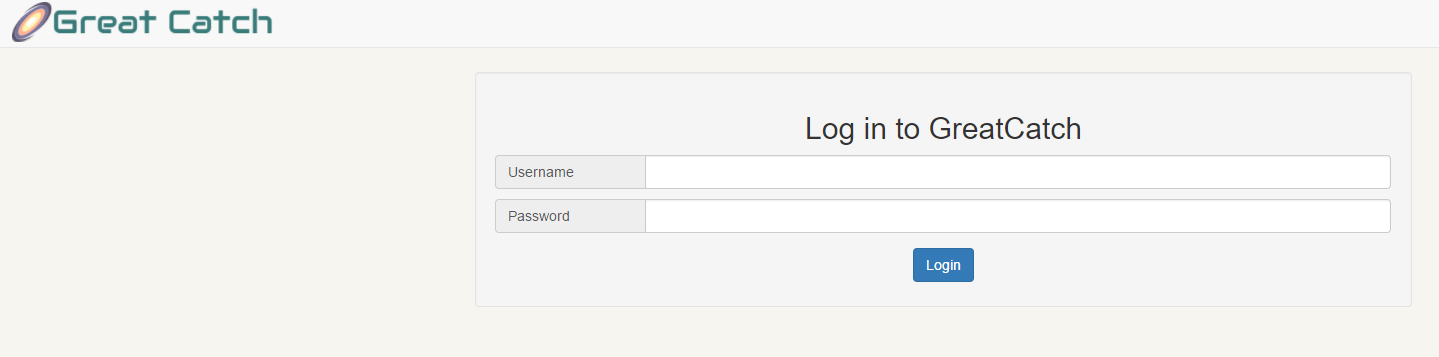 Great Catch
Log in to GreatCatch
Username
Password
Login